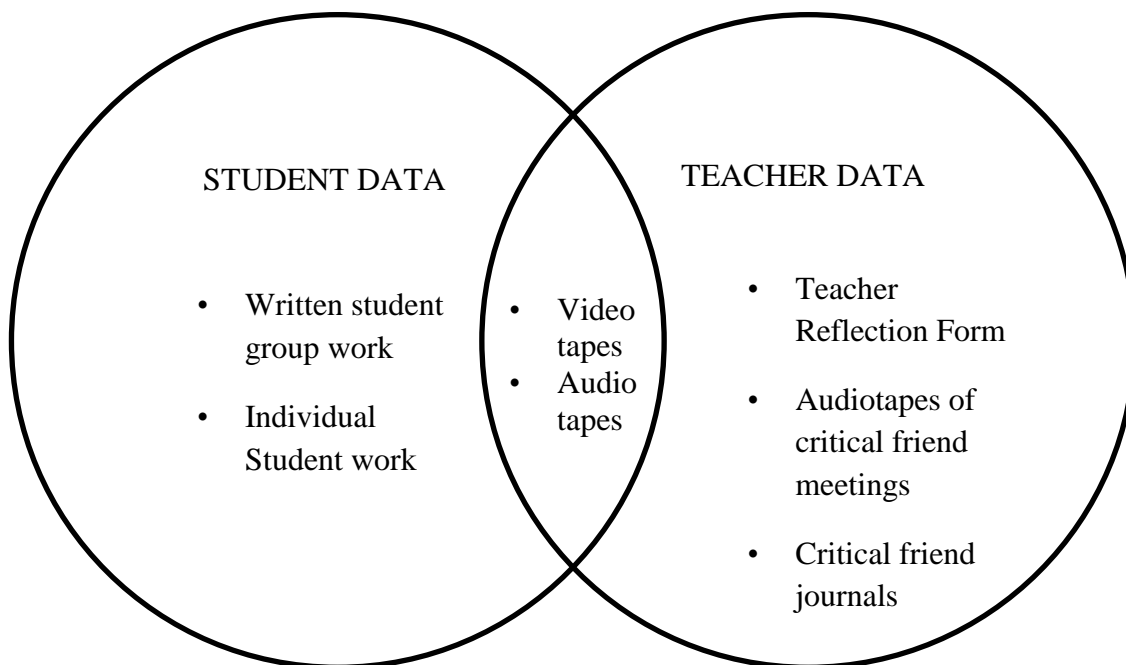 STUDENT DATA
• Written student
group work
• Individual
Student work
• Video
tapes
• Audio
tapes
TEACHER DATA
• Teacher
Reflection Form
• Audiotapes of
critical friend
meetings
• Critical friend
journals